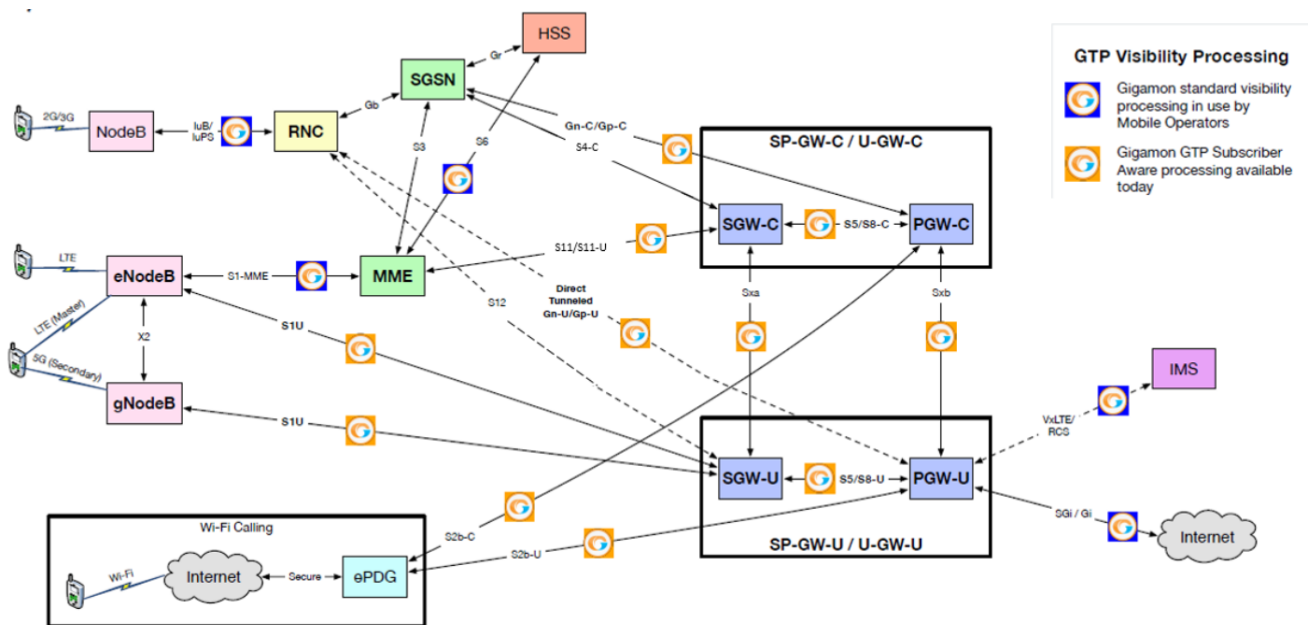 HSS
GTP Visibility Processing
Gigamon standard visibility
processing in use by
Mobile Operators
Gigamon GTP Subscriber
Aware processing available
today
Gr
SGSN
2G/3G
Gb
NodeB
IuB/
IuPS
RNC
Gn-C/Gp-C
S4-C
S3
S6
SP-GW-C / U-GW-C
SGW-C
S5/S8-C
PGW-C
S11/S11-U
LTE
eNodeB
S1-MME
MME
S12
Direct
Tunneled
Gn-U/Gp-U
Sxa
Sxb
LTE (Master)
X2
S1U
5G (Secondary)
gNodeB
S1U
IMS
VxLTE/
RCS
SGW-U
S5/S8-U
PGW-U
SGi / Gi
Internet
SP-GW-U / U-GW-U
Wi-Fi Calling
S2b-C
S2b-U
Wi-Fi
Internet
Secure
ePDG